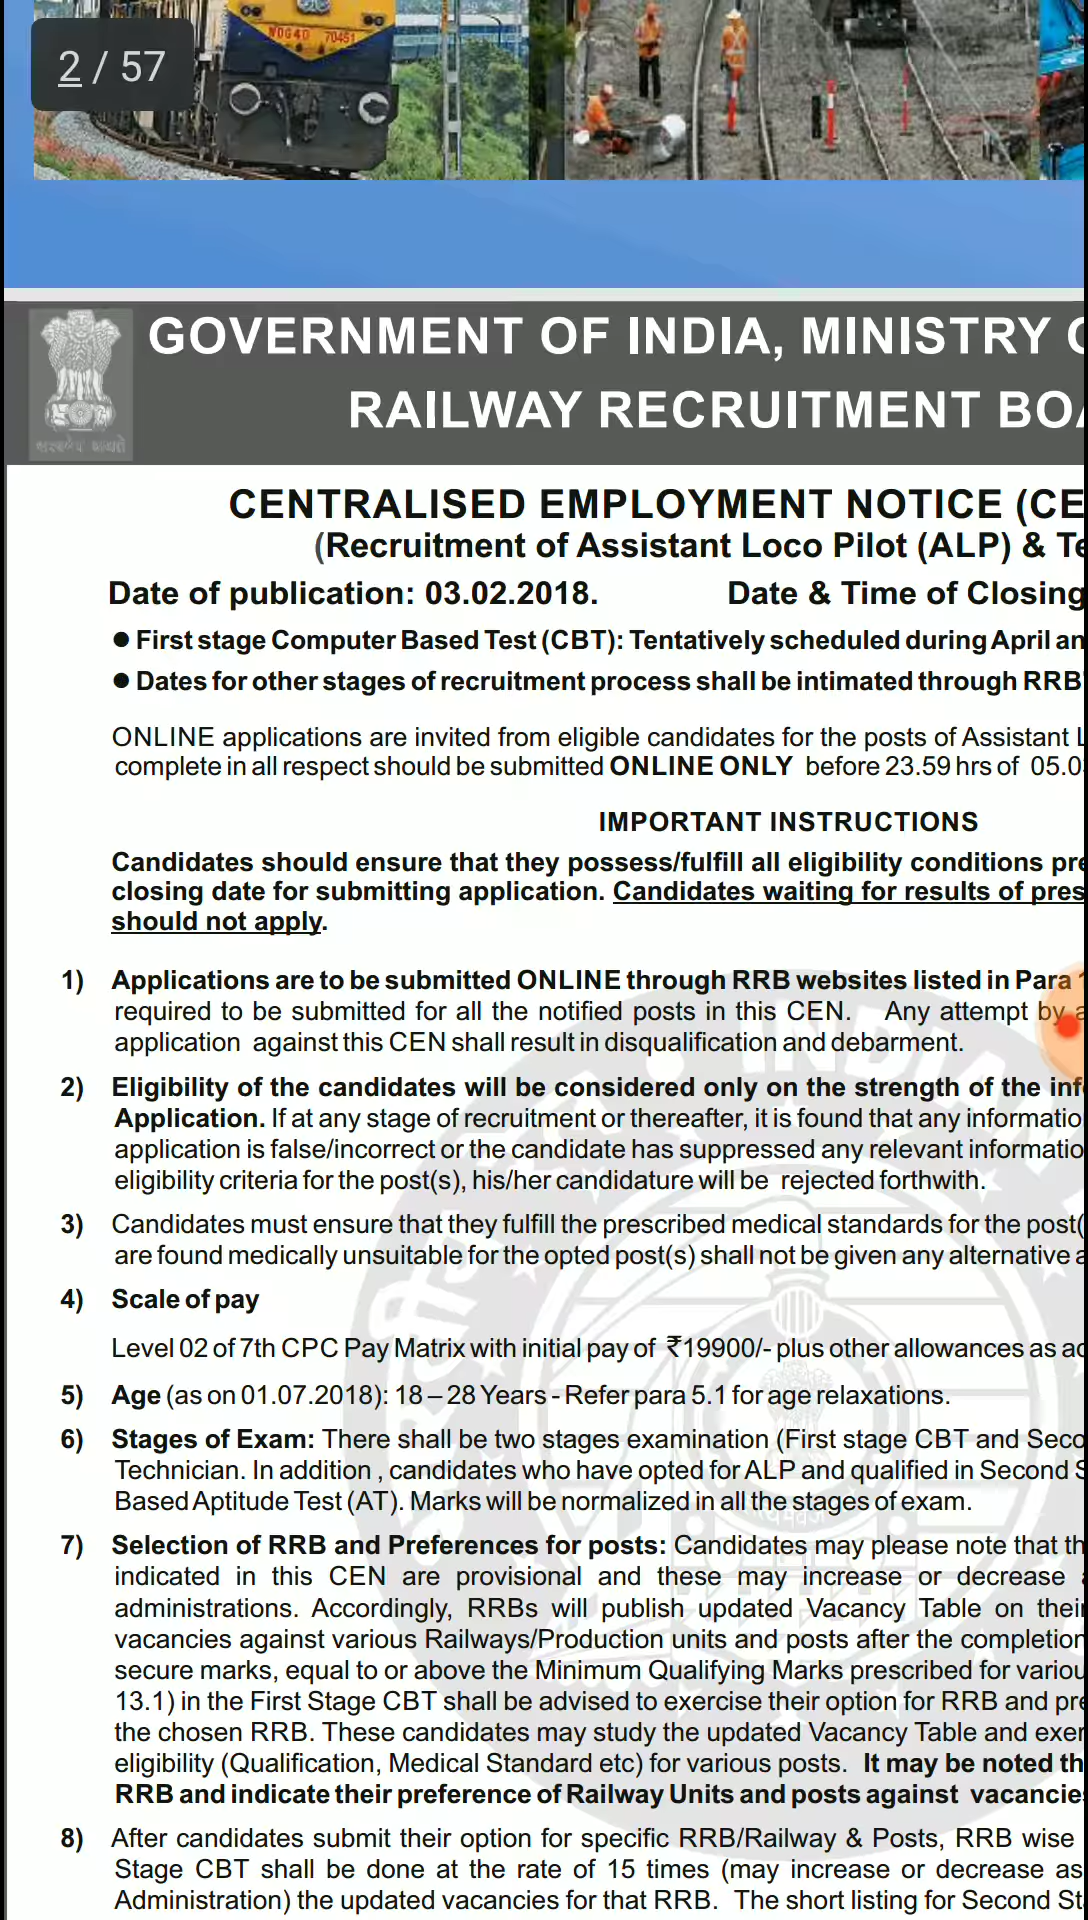 WDG4D 70451
2 / 57
GOVERNMENT OF INDIA, MINISTRY
RAILWAY RECRUITMENT
सत्यमेव जयते
CENTRALISED EMPLOYMENT NOTICE (CE
(Recruitment of Assistant Loco Pilot (ALP) & Te
Date of publication: 03.02.2018. Date & Time of Closing
● First stage Computer Based Test (CBT): Tentatively scheduled during April an
● Dates for other stages of recruitment process shall be intimated through RRB
ONLINE applications are invited from eligible candidates for the posts of Assistant L
complete in all respect should be submitted ONLINE ONLY before 23.59 hrs of 05.0
IMPORTANT INSTRUCTIONS
Candidates should ensure that they possess/fulfill all eligibility conditions pre
closing date for submitting application. Candidates waiting for results of pres
should not apply.
1) Applications are to be submitted ONLINE through RRB websites listed in Para 1
required to be submitted for all the notified posts in this CEN. Any attempt by a
application against this CEN shall result in disqualification and debarment.
2) Eligibility of the candidates will be considered only on the strength of the inf
Application. If at any stage of recruitment or thereafter, it is found that any informatio
application is false/incorrect or the candidate has suppressed any relevant informatio
eligibility criteria for the post(s), his/her candidature will be rejected forthwith.
3) Candidates must ensure that they fulfill the prescribed medical standards for the post(
are found medically unsuitable for the opted post(s) shall not be given any alternative a
4) Scale of pay
Level 02 of 7th CPC Pay Matrix with initial pay of ₹19900/- plus other allowances as ad
5) Age (as on 01.07.2018): 18 – 28 Years - Refer para 5.1 for age relaxations.
6) Stages of Exam: There shall be two stages examination (First stage CBT and Seco
Technician. In addition , candidates who have opted for ALP and qualified in Second S
Based Aptitude Test (AT). Marks will be normalized in all the stages of exam.
7) Selection of RRB and Preferences for posts: Candidates may please note that th
indicated in this CEN are provisional and these may increase or decrease a
administrations. Accordingly, RRBs will publish updated Vacancy Table on their
vacancies against various Railways/Production units and posts after the completion
secure marks, equal to or above the Minimum Qualifying Marks prescribed for variou
13.1) in the First Stage CBT shall be advised to exercise their option for RRB and pre
the chosen RRB. These candidates may study the updated Vacancy Table and exer
eligibility (Qualification, Medical Standard etc) for various posts. It may be noted th
RRB and indicate their preference of Railway Units and posts against vacancie
8) After candidates submit their option for specific RRB/Railway & Posts, RRB wise
Stage CBT shall be done at the rate of 15 times (may increase or decrease as
Administration) the updated vacancies for that RRB. The short listing for Second St